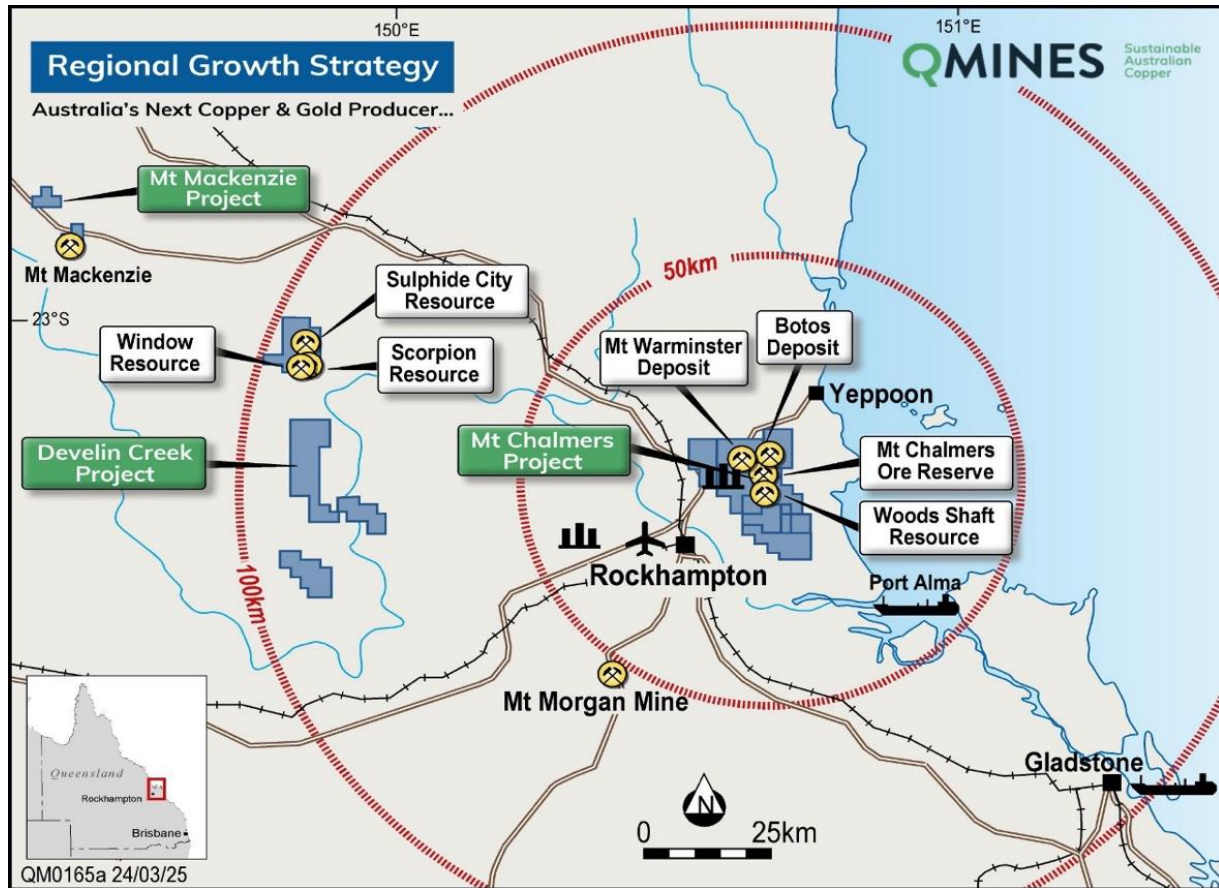 150°E
151°E
Regional Growth Strategy
Australia's Next Copper & Gold Producer...
QMINES
Sustainable
Australian
Copper
Mt Mackenzie
Project
Mt Mackenzie
50km
Sulphide City
Resource
23°S
Window
Resource
Scorpion
Resource
Mt Warminster
Deposit
Botos
Deposit
Yeppoon
Develin Creek
Project
Mt Chalmers
Project
Mt Chalmers
Ore Reserve
Woods Shaft
Resource
100km
Rockhampton
Port Alma
Mt Morgan Mine
Gladstone
Queensland
Rockhampton
Brisbane
N
0
25km
QM0165a 24/03/25